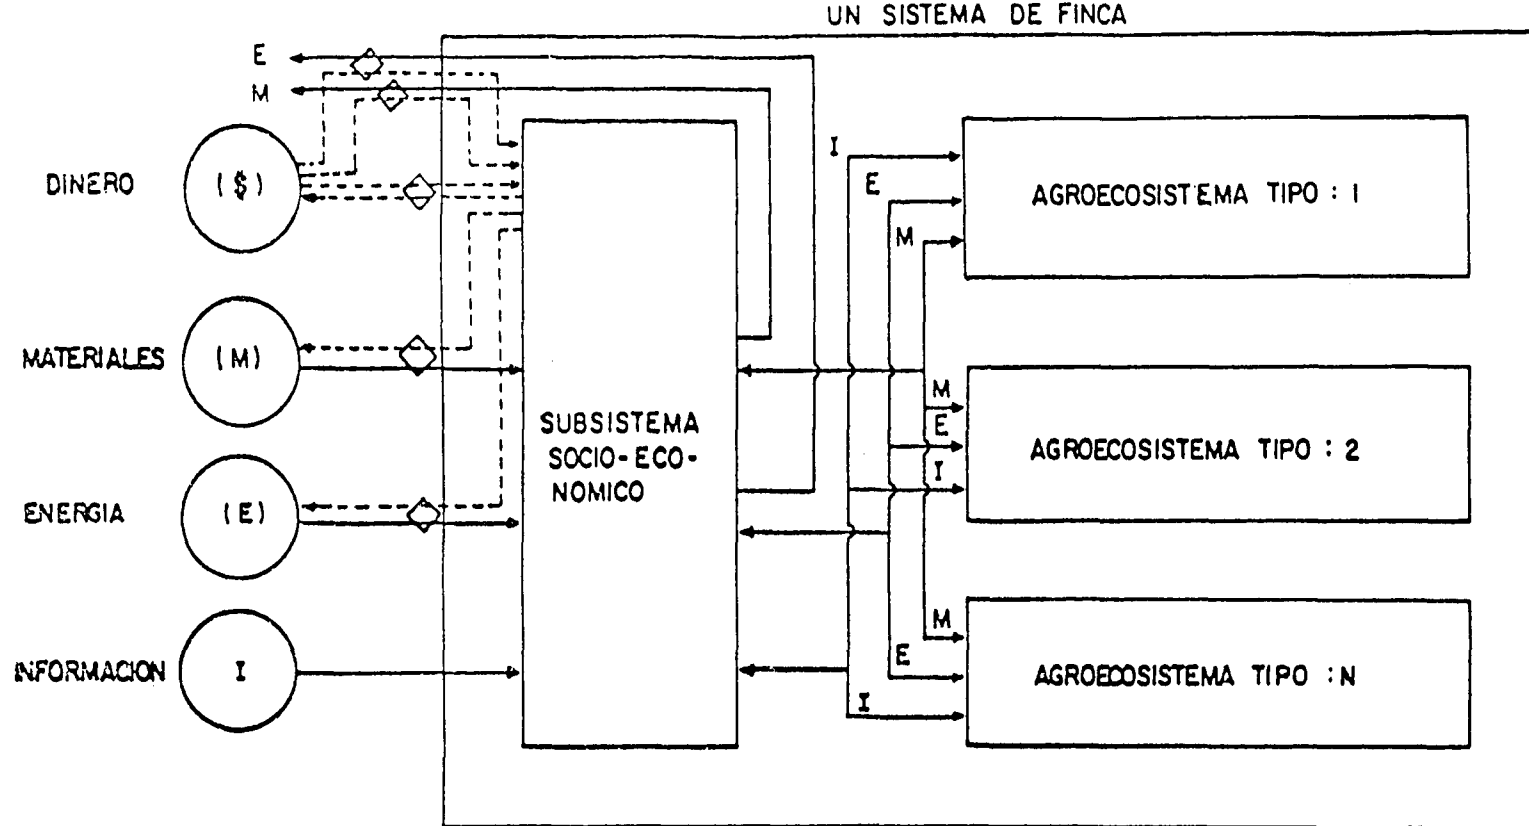 UN SISTEMA DE FINCA
E
M
DINERO
($)
MATERIALES
(M)
ENERGIA
(E)
INFORMACION
I
SUBSISTEMA
SOCIO-ECO-
NOMICO
I
E
M
AGROECOSISTEMA TIPO : 1
M
E
I
AGROECOSISTEMA TIPO : 2
M
E
I
AGROECOSISTEMA TIPO : N